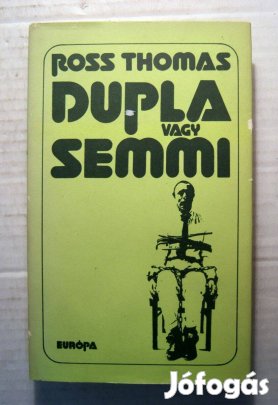 ROSS THOMAS
DUPLA
VAGY
SEMMI
EURÓPA
Jófogás